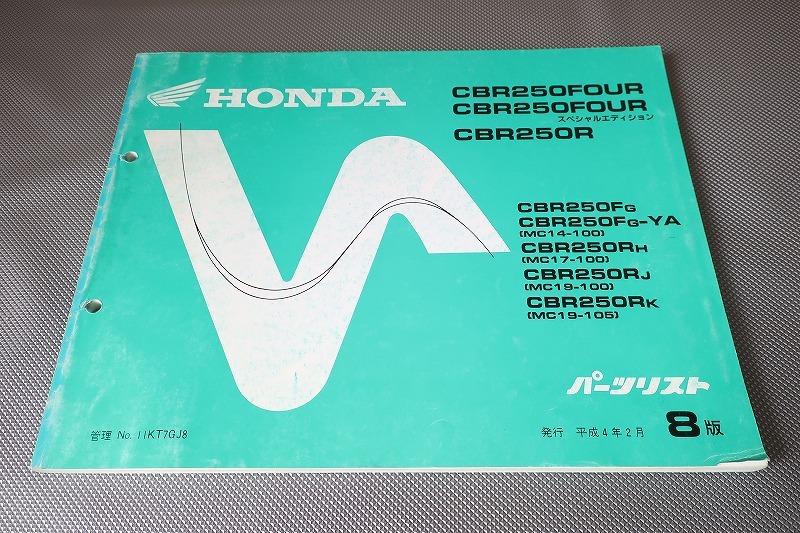 HONDA
CBR250FOUR
CBR250FOUR
スペシャルエディション
CBR250R
CBR250FG
CBR250FG-YA
(MC14-100)
CBR250RH
(MC17-100)
CBR250RJ
(MC19-100)
CBR250RK
(MC19-105)
パーツリスト
管理 No. 11KT7GJ8
発行 平成4年2月 8版